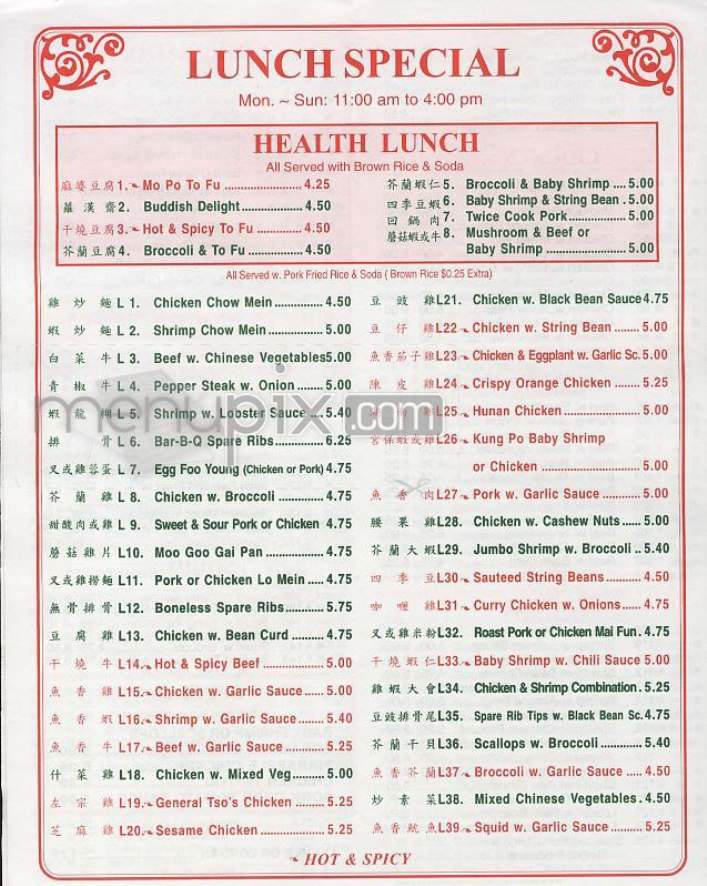 LUNCH SPECIAL
Mon. ~ Sun: 11:00 am to 4:00 pm
HEALTH LUNCH
All Served with Brown Rice & Soda
麻婆豆腐 1. Mo Po To Fu 4.25
羅漢齋 2. Buddish Delight 4.50
干燒豆腐 3. Hot & Spicy To Fu 4.50
芥蘭豆腐 4. Broccoli & To Fu 4.50
芥蘭蝦仁 5. Broccoli & Baby Shrimp 5.00
四季豆蝦 6. Baby Shrimp & String Bean 5.00
回鍋肉 7. Twice Cook Pork 5.00
蘑菇蝦或牛 8. Mushroom & Beef or
Baby Shrimp 5.00
All Served w. Pork Fried Rice & Soda ( Brown Rice $0.25 Extra)
雞炒麵 L 1. Chicken Chow Mein 4.50
蝦炒麵 L 2. Shrimp Chow Mein 5.00
白菜牛 L 3. Beef w. Chinese Vegetables 5.00
青椒牛 L 4. Pepper Steak w. Onion 5.00
蝦龍糊 L 5. Shrimp w. Lobster Sauce 5.40
排骨 L 6. Bar-B-Q Spare Ribs 6.25
叉或雞蓉蛋 L 7. Egg Foo Young (Chicken or Pork) 4.75
芥蘭雞 L 8. Chicken w. Broccoli 4.75
甜酸肉或雞 L 9. Sweet & Sour Pork or Chicken 4.75
蘑菇雞片 L10. Moo Goo Gai Pan 4.75
叉或雞撈麵 L11. Pork or Chicken Lo Mein 4.75
無骨排骨 L12. Boneless Spare Ribs 5.75
豆腐雞 L13. Chicken w. Bean Curd 4.75
干燒牛 L14. Hot & Spicy Beef 5.00
魚香雞 L15. Chicken w. Garlic Sauce 5.00
魚香蝦 L16. Shrimp w. Garlic Sauce 5.40
魚香牛 L17. Beef w. Garlic Sauce 5.25
什菜雞 L18. Chicken w. Mixed Veg 5.00
左宗雞 L19. General Tso's Chicken 5.25
芝麻雞 L20. Sesame Chicken 5.25
豆豉雞 L21. Chicken w. Black Bean Sauce 4.75
豆仔雞 L22. Chicken w. String Bean 5.00
魚香茄子雞 L23. Chicken & Eggplant w. Garlic Sc. 5.00
陳皮雞 L24. Crispy Orange Chicken 5.25
雞 L25. Hunan Chicken 5.00
宮保蝦或雞 L26. Kung Po Baby Shrimp
or Chicken 5.00
魚香肉 L27. Pork w. Garlic Sauce 5.00
腰果雞 L28. Chicken w. Cashew Nuts 5.00
芥蘭大蝦 L29. Jumbo Shrimp w. Broccoli 5.40
四季豆 L30. Sauteed String Beans 4.50
咖喱雞 L31. Curry Chicken w. Onions 4.75
叉或雞米粉 L32. Roast Pork or Chicken Mai Fun 4.75
干燒蝦仁 L33. Baby Shrimp w. Chili Sauce 5.00
雞蝦大會 L34. Chicken & Shrimp Combination 5.25
豆豉排骨尾 L35. Spare Rib Tips w. Black Bean Sc. 4.75
芥蘭干貝 L36. Scallops w. Broccoli 5.40
魚香芥蘭 L37. Broccoli w. Garlic Sauce 4.50
炒素菜 L38. Mixed Chinese Vegetables 4.50
魚香魷魚 L39. Squid w. Garlic Sauce 5.25
menupix.com
HOT & SPICY